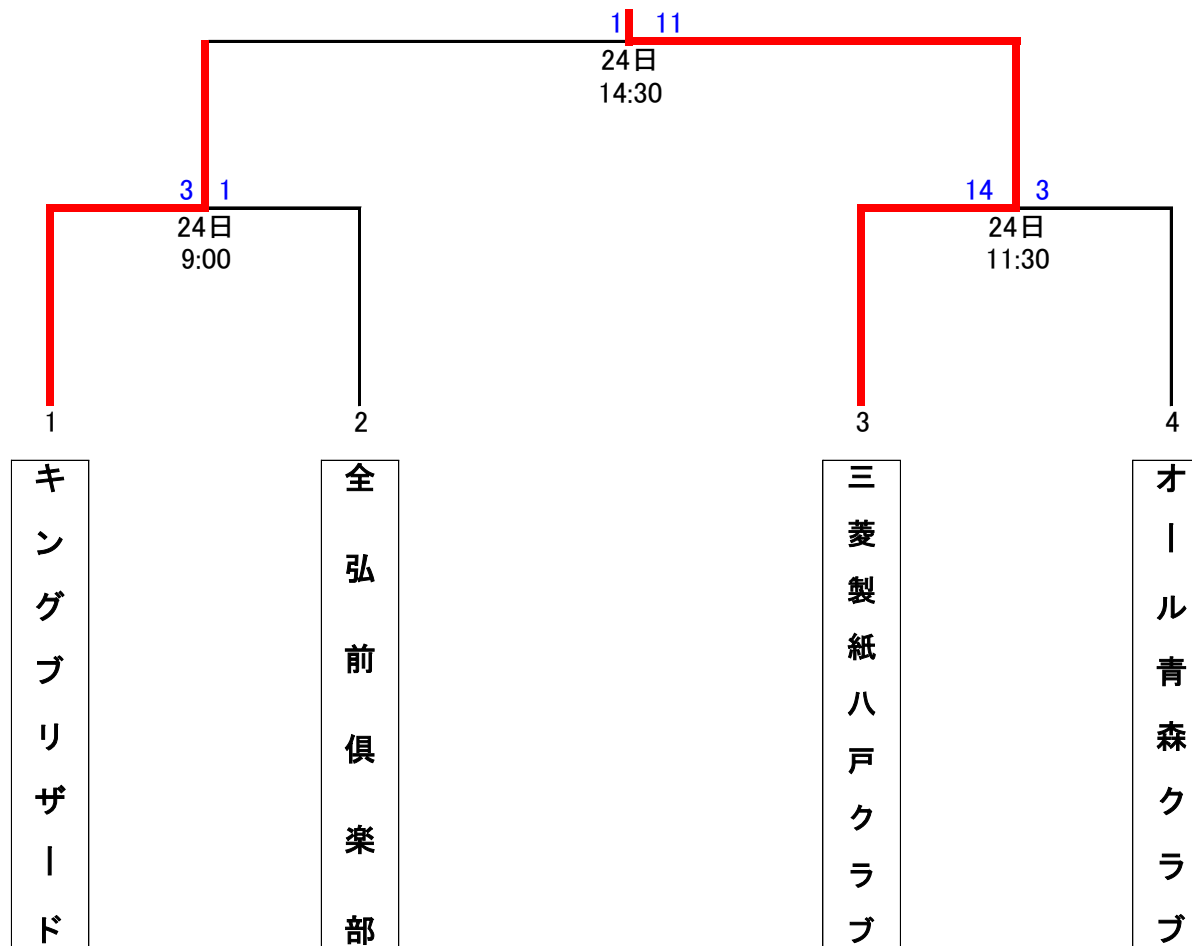 1 11
24日
14:30
3 1
24日
9:00
14 3
24日
11:30
1
2
3
4
キングブリザード
全弘前倶楽部
三菱製紙八戸クラブ
オール青森クラブ